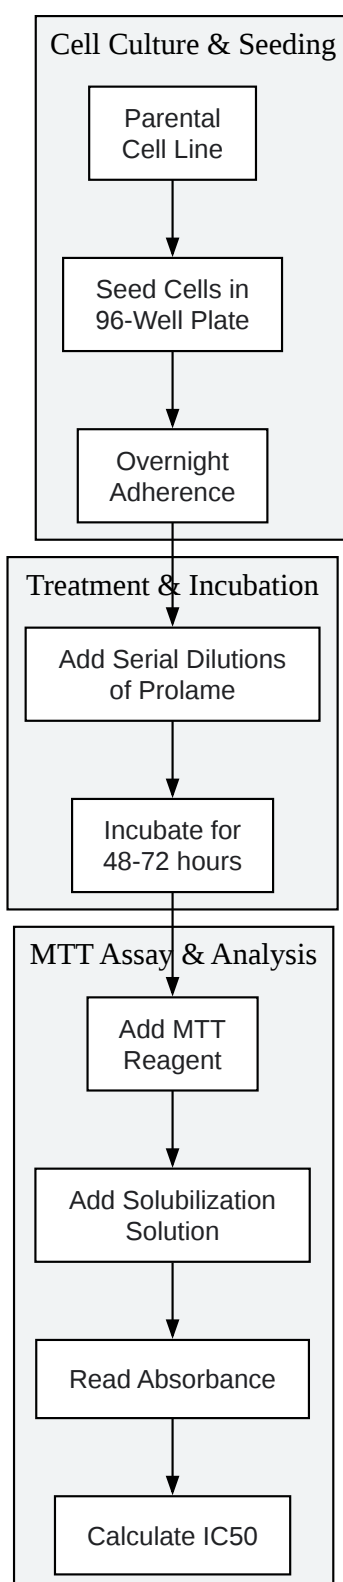 Cell Culture & Seeding
Parental
Cell Line
Seed Cells in
96-Well Plate
Overnight
Adherence
Treatment & Incubation
Add Serial Dilutions
of Prolame
Incubate for
48-72 hours
MTT Assay & Analysis
Add MTT
Reagent
Add Solubilization
Solution
Read Absorbance
Calculate IC50